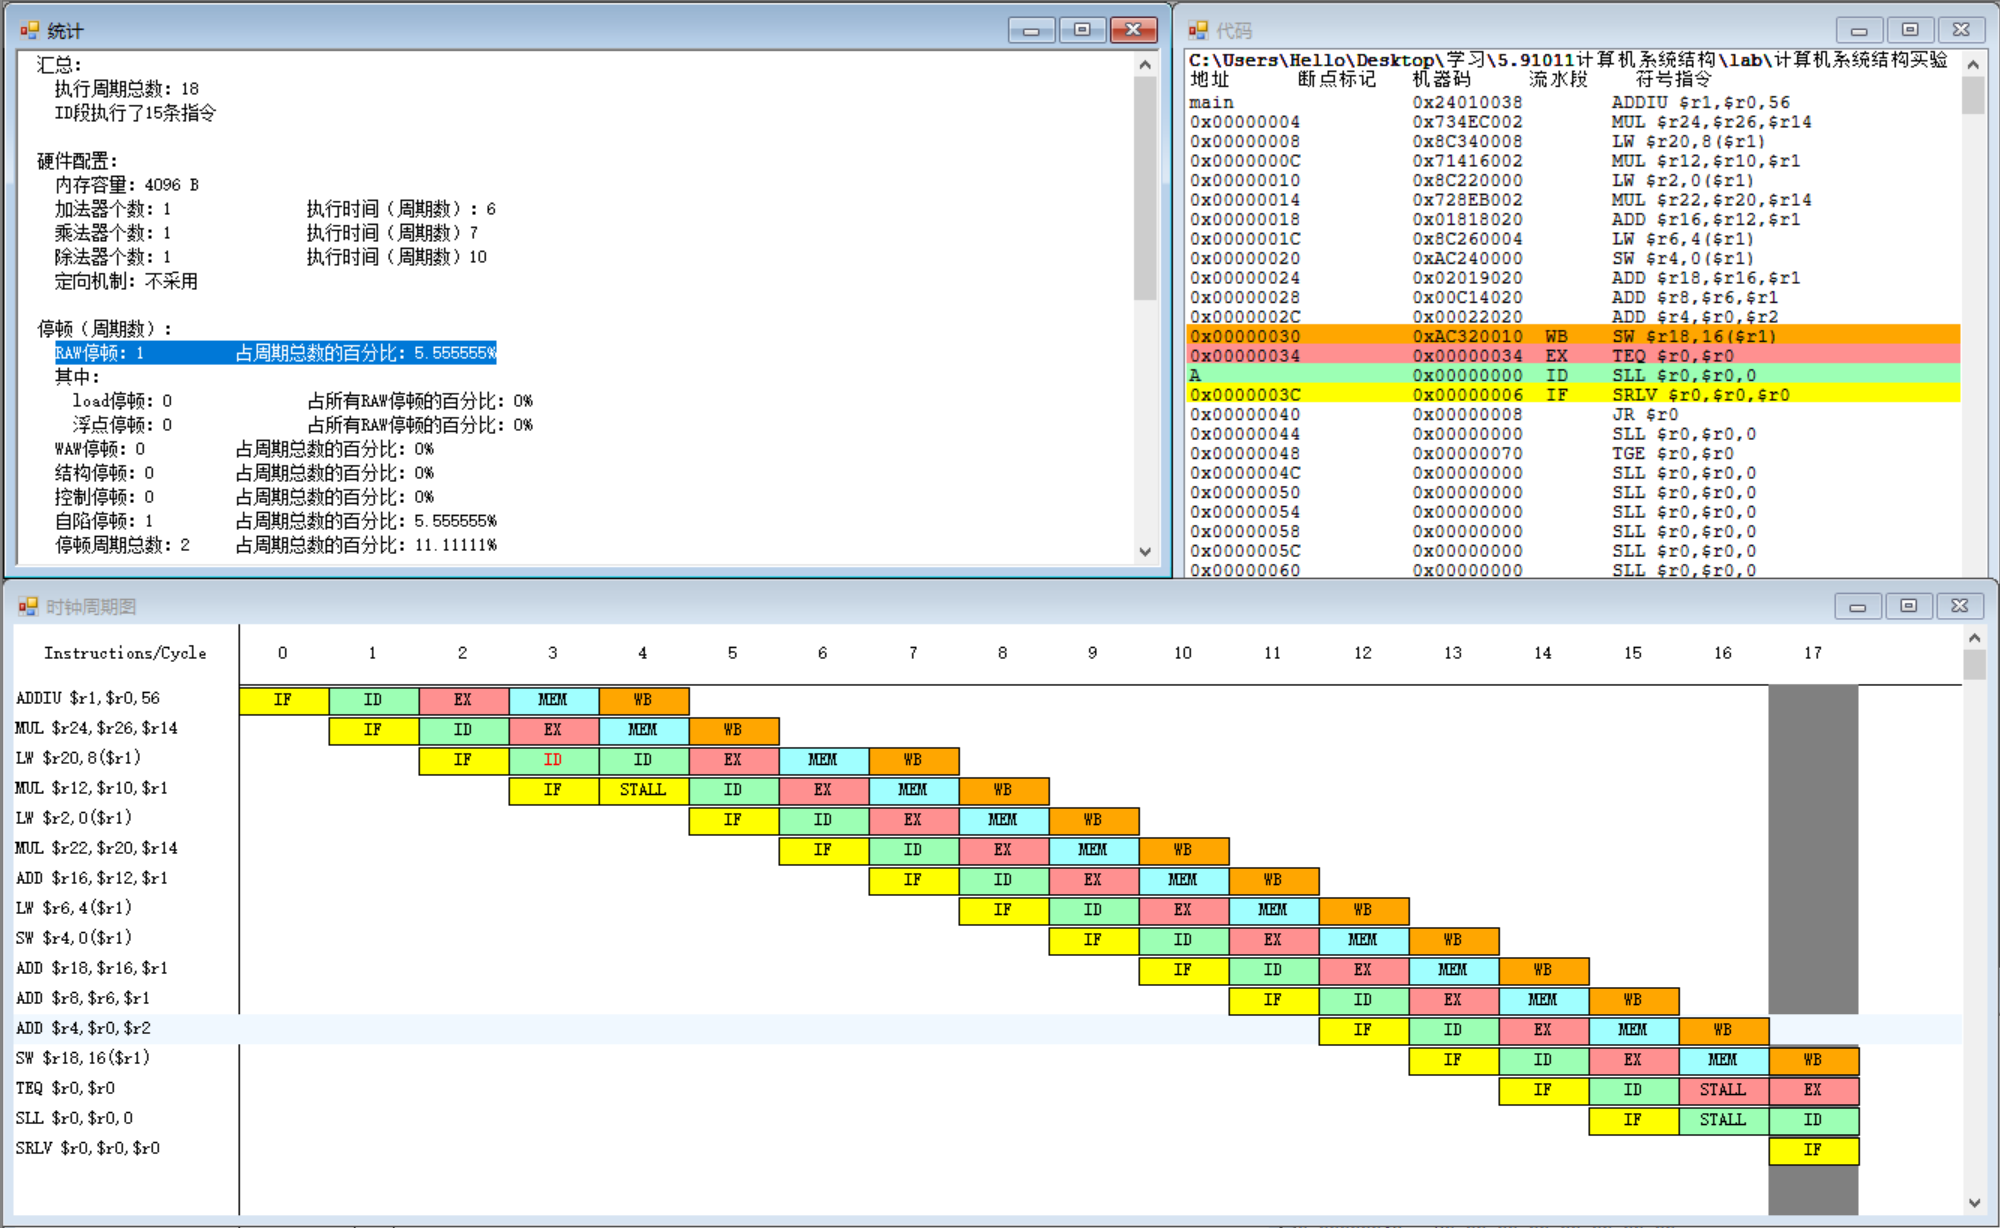 统计
汇总：
执行周期总数：18
ID段执行了15条指令
硬件配置：
内存容量：4096 B
加法器个数：1 执行时间（周期数）：6
乘法器个数：1 执行时间（周期数）7
除法器个数：1 执行时间（周期数）10
定向机制：不采用
停顿（周期数）：
RAW停顿：1 占周期总数的百分比：5.555555%
其中：
load停顿：0 占所有RAW停顿的百分比：0%
浮点停顿：0 占所有RAW停顿的百分比：0%
WAW停顿：0 占周期总数的百分比：0%
结构停顿：0 占周期总数的百分比：0%
控制停顿：0 占周期总数的百分比：0%
自陷停顿：1 占周期总数的百分比：5.555555%
停顿周期总数：2 占周期总数的百分比：11.11111%
代码
C:\Users\Hello\Desktop\学习\5.91011计算机系统结构\lab\计算机系统结构实验
地址 断点标记 机器码 流水段 符号指令
main 0x24010038 ADDIU $r1,$r0,56
0x00000004 0x734EC002 MUL $r24,$r26,$r14
0x00000008 0x8C340008 LW $r20,8($r1)
0x0000000C 0x71416002 MUL $r12,$r10,$r1
0x00000010 0x8C220000 LW $r2,0($r1)
0x00000014 0x728EB002 MUL $r22,$r20,$r14
0x00000018 0x01818020 ADD $r16,$r12,$r1
0x0000001C 0x8C260004 LW $r6,4($r1)
0x00000020 0xAC240000 SW $r4,0($r1)
0x00000024 0x02019020 ADD $r18,$r16,$r1
0x00000028 0x00C14020 ADD $r8,$r6,$r1
0x0000002C 0x00022020 ADD $r4,$r0,$r2
0x00000030 0xAC320010 WB SW $r18,16($r1)
0x00000034 0x00000034 EX TEQ $r0,$r0
A 0x00000000 ID SLL $r0,$r0,0
0x0000003C 0x00000006 IF SRLV $r0,$r0,$r0
0x00000040 0x00000008 JR $r0
0x00000044 0x00000000 SLL $r0,$r0,0
0x00000048 0x00000070 TGE $r0,$r0
0x0000004C 0x00000000 SLL $r0,$r0,0
0x00000050 0x00000000 SLL $r0,$r0,0
0x00000054 0x00000000 SLL $r0,$r0,0
0x00000058 0x00000000 SLL $r0,$r0,0
0x0000005C 0x00000000 SLL $r0,$r0,0
0x00000060 0x00000000 SLL $r0,$r0,0
时钟周期图
Instructions/Cycle 0 1 2 3 4 5 6 7 8 9 10 11 12 13 14 15 16 17
ADDIU $r1,$r0,56 IF ID EX MEM WB
MUL $r24,$r26,$r14 IF ID EX MEM WB
LW $r20,8($r1) IF ID ID EX MEM WB
MUL $r12,$r10,$r1 IF STALL ID EX MEM WB
LW $r2,0($r1) IF ID EX MEM WB
MUL $r22,$r20,$r14 IF ID EX MEM WB
ADD $r16,$r12,$r1 IF ID EX MEM WB
LW $r6,4($r1) IF ID EX MEM WB
SW $r4,0($r1) IF ID EX MEM WB
ADD $r18,$r16,$r1 IF ID EX MEM WB
ADD $r8,$r6,$r1 IF ID EX MEM WB
ADD $r4,$r0,$r2 IF ID EX MEM WB
SW $r18,16($r1) IF ID EX MEM WB
TEQ $r0,$r0 IF ID STALL EX
SLL $r0,$r0,0 IF STALL ID
SRLV $r0,$r0,$r0 IF